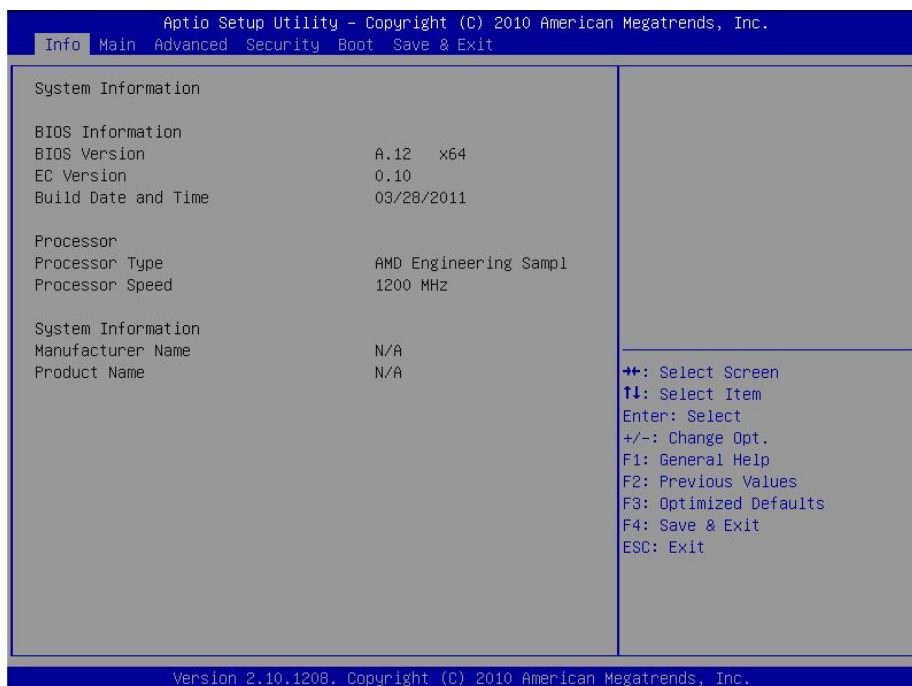 Aptio Setup Utility – Copyright (C) 2010 American Megatrends, Inc.
Info Main Advanced Security Boot Save & Exit
System Information
BIOS Information
BIOS Version A.12 x64
EC Version 0.10
Build Date and Time 03/28/2011
Processor
Processor Type AMD Engineering Sampl
Processor Speed 1200 MHz
System Information
Manufacturer Name N/A
Product Name N/A
→←: Select Screen
↑↓: Select Item
Enter: Select
+/-: Change Opt.
F1: General Help
F2: Previous Values
F3: Optimized Defaults
F4: Save & Exit
ESC: Exit
Version 2.10.1208. Copyright (C) 2010 American Megatrends, Inc.